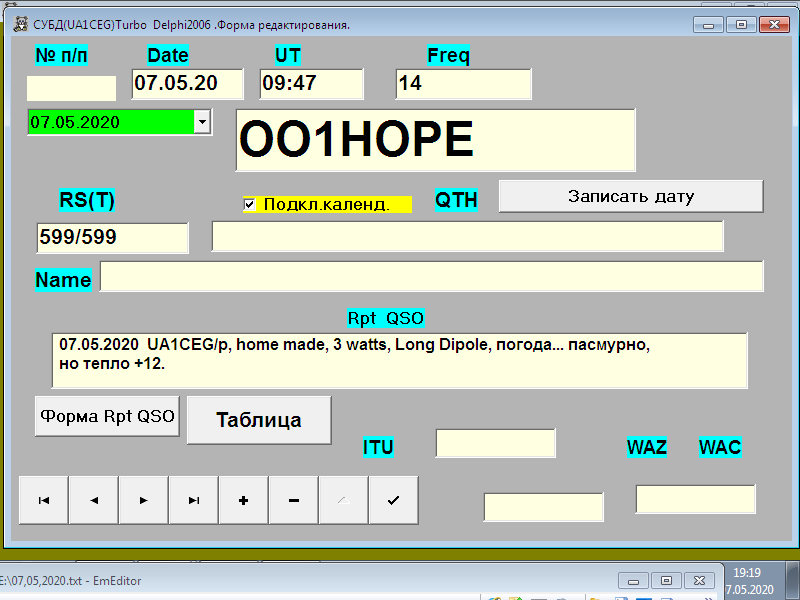 СУБД(UA1CEG)Turbo Delphi2006 .Форма редактирования.
№ п/п Date UT Freq
07.05.20 09:47 14
07.05.2020
OO1HOPE
RS(T) Подкл.календ. QTH Записать дату
599/599
Name
Rpt QSO
07.05.2020 UA1CEG/p, home made, 3 watts, Long Dipole, погода... пасмурно,
но тепло +12.
Форма Rpt QSO Таблица
ITU WAZ WAC
E:\07,05,2020.txt - EmEditor 19:19
7.05.2020